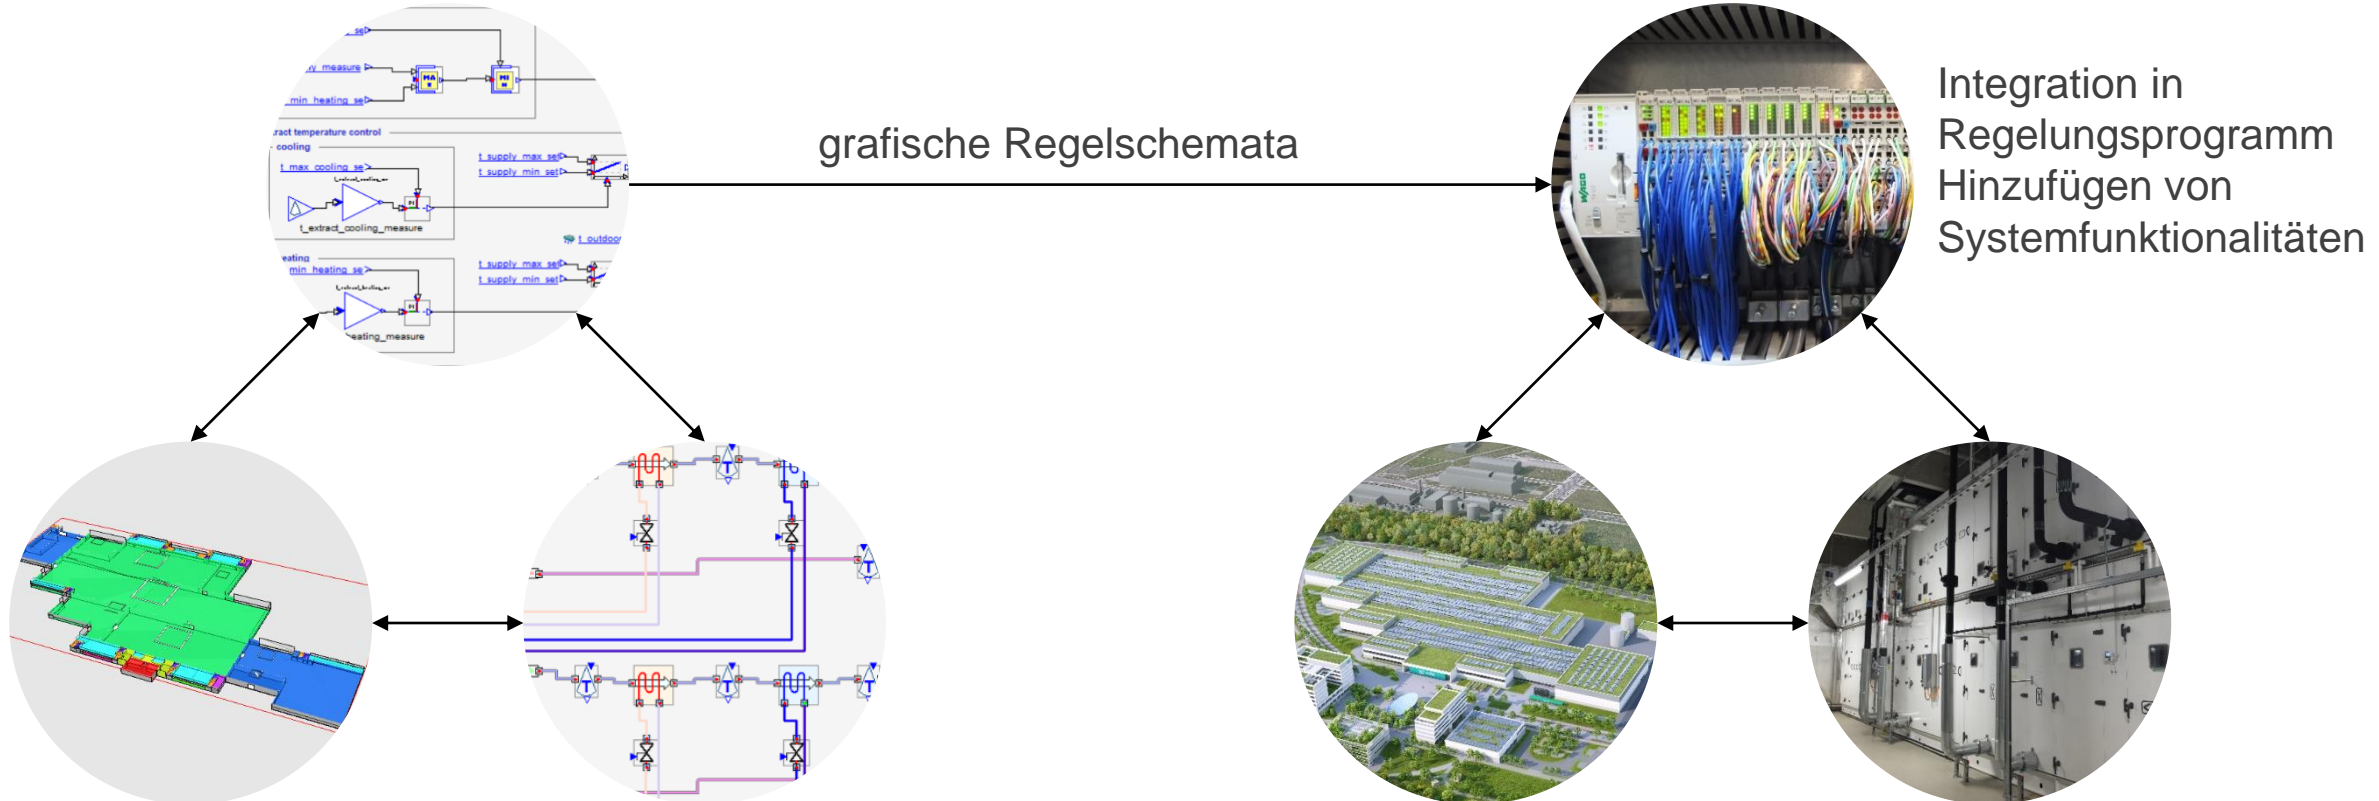 y_measure
min_heating_se
ract temperature control
cooling
t_max_cooling_se
t_supply_max_set
t_supply_min_set
t_extract_cooling_measure
t_outdoor
eating
min_heating_se
t_supply_max_set
t_supply_min_set
eating_measure
grafische Regelschemata
WAGO
Integration in
Regelungsprogramm
Hinzufügen von
Systemfunktionalitäten
T
T
T
T
T